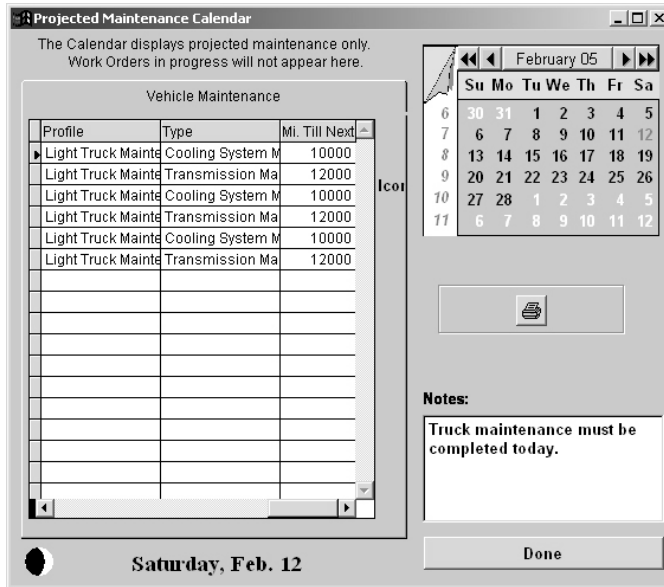 Projected Maintenance Calendar
The Calendar displays projected maintenance only.
Work Orders in progress will not appear here.
Vehicle Maintenance
Profile Type Mi. Till Next
Light Truck Mainte Cooling System M 10000
Light Truck Mainte Transmission Ma 12000
Light Truck Mainte Cooling System M 10000
Light Truck Mainte Transmission Ma 12000
Light Truck Mainte Cooling System M 10000
Light Truck Mainte Transmission Ma 12000
Icor
Saturday, Feb. 12
February 05
Su Mo Tu We Th Fr Sa
6 30 31 1 2 3 4 5
7 6 7 8 9 10 11 12
8 13 14 15 16 17 18 19
9 20 21 22 23 24 25 26
10 27 28 1 2 3 4 5
11 6 7 8 9 10 11 12
Notes:
Truck maintenance must be
completed today.
Done